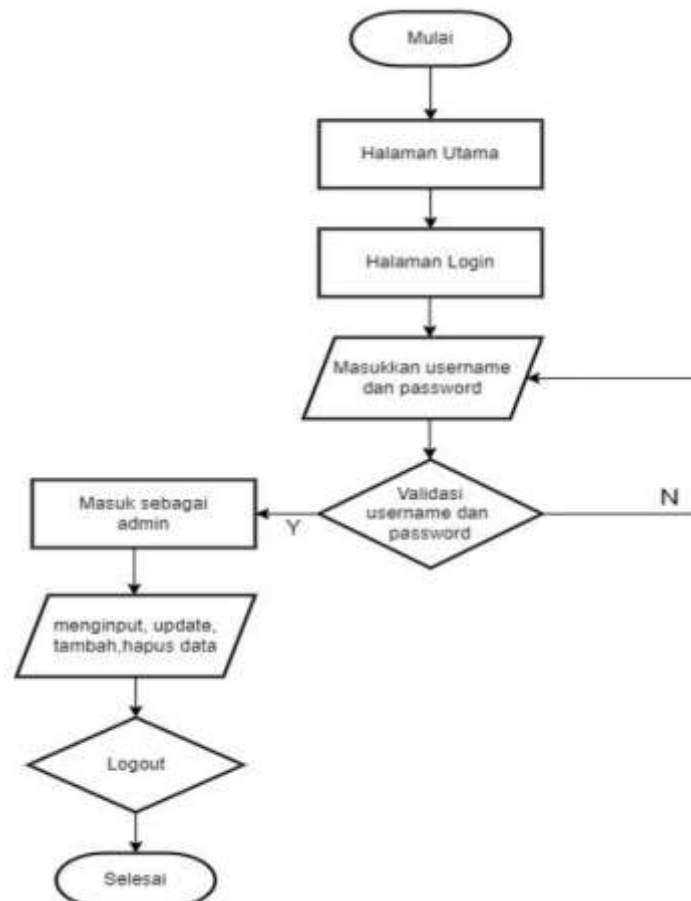 Mulai
Halaman Utama
Halaman Login
Masukkan username
dan password
Validasi
username dan
password
N
Y
Masuk sebagai
admin
menginput, update,
tambah,hapus data
Logout
Selesai